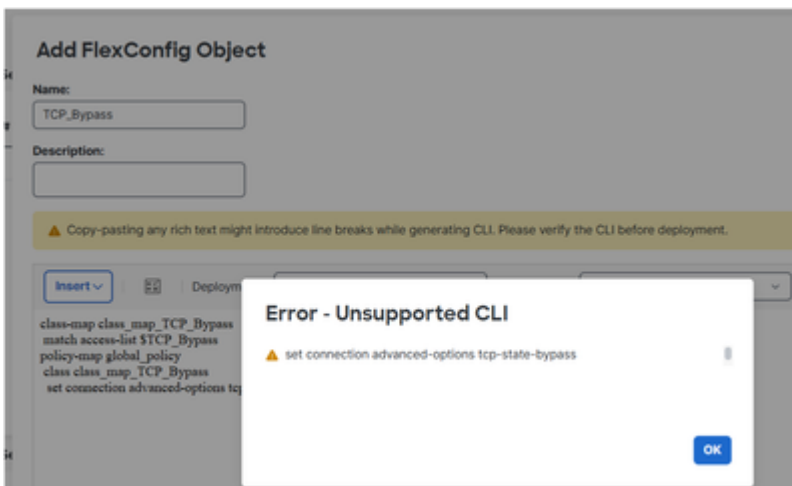 Add FlexConfig Object
Name:
TCP_Bypass
Description:
Copy-pasting any rich text might introduce line breaks while generating CLI. Please verify the CLI before deployment.
Insert
Deploym
class-map class_map_TCP_Bypass
match access-list $TCP_Bypass
policy-map global_policy
class class_map_TCP_Bypass
set connection advanced-options tcp
Error - Unsupported CLI
set connection advanced-options tcp-state-bypass
OK